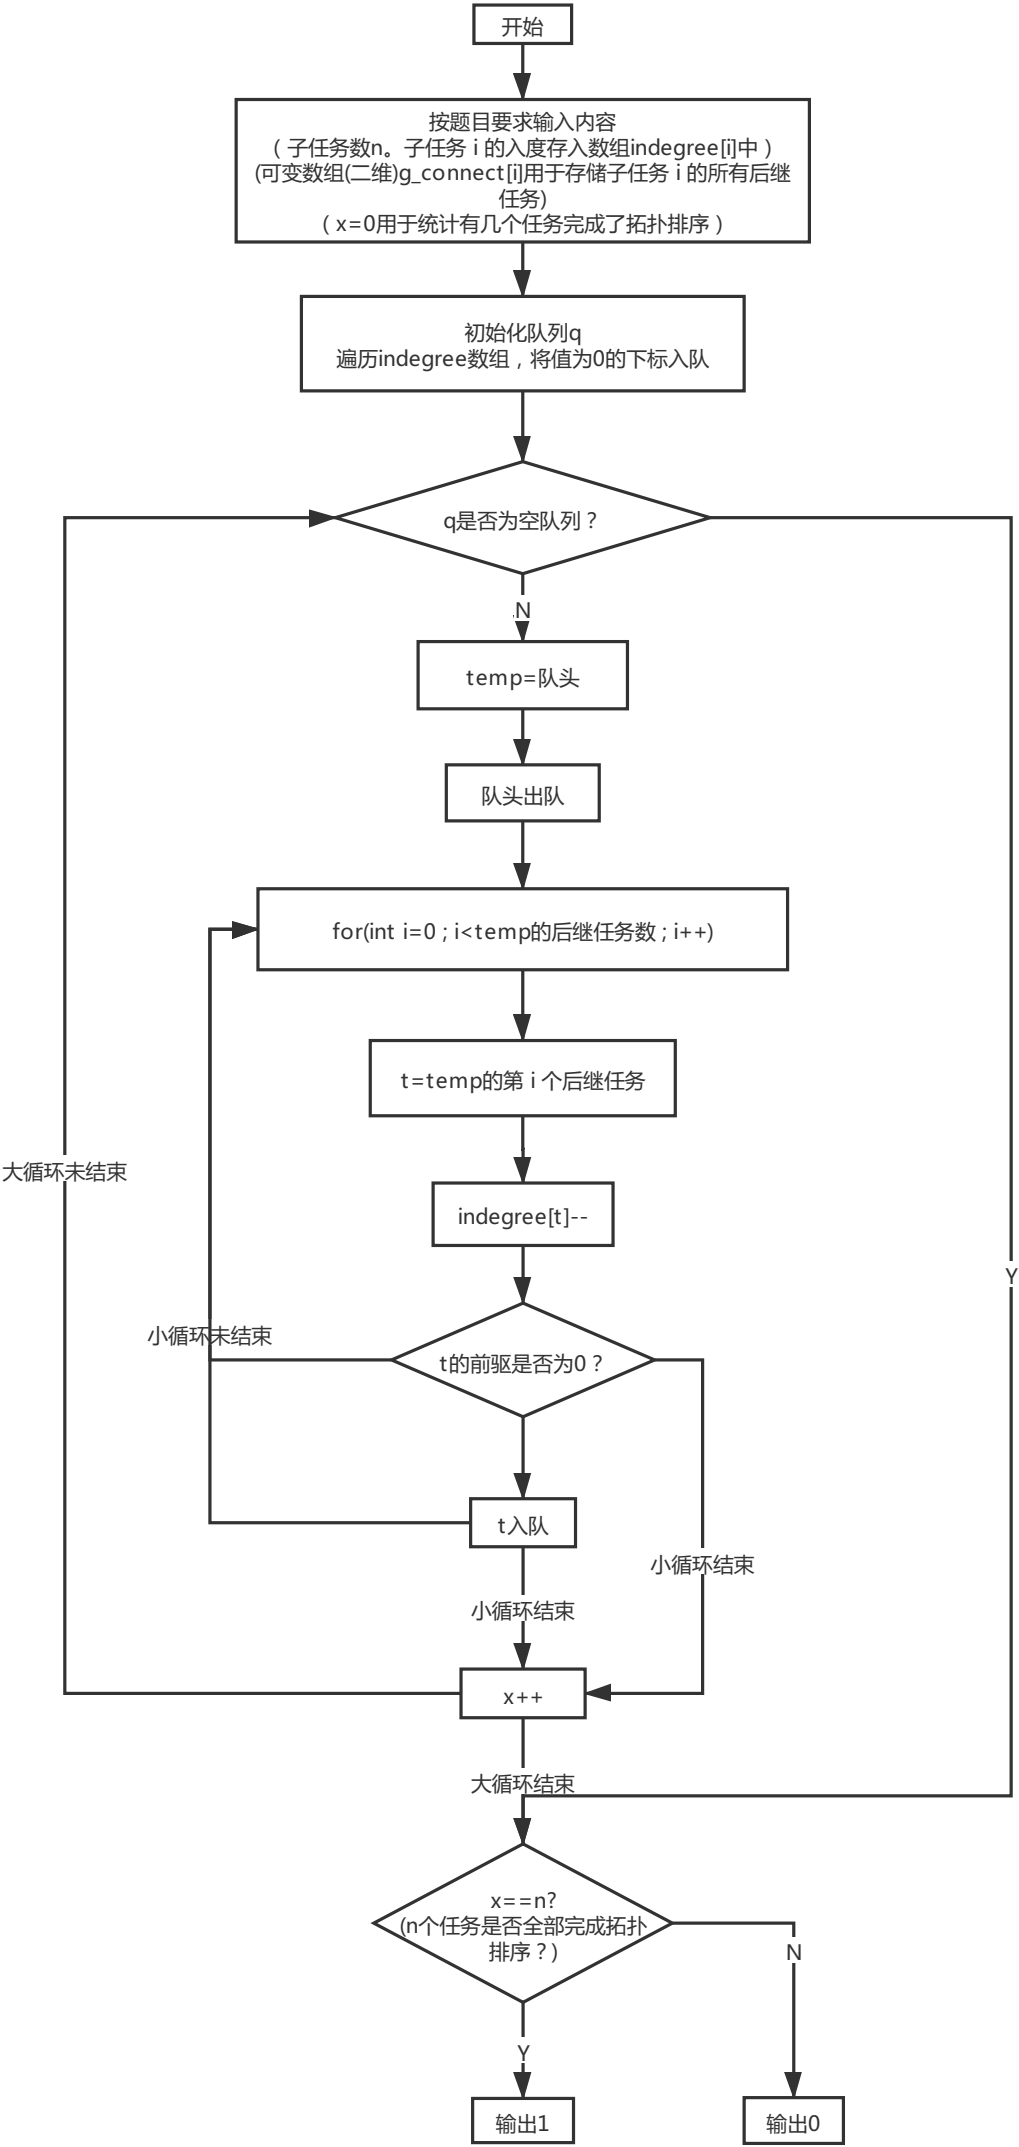 开始
按题目要求输入内容
（子任务数n。子任务 i 的入度存入数组indegree[i]中）
(可变数组(二维)g_connect[i]用于存储子任务 i 的所有后继
任务)
（x=0用于统计有几个任务完成了拓扑排序）
初始化队列q
遍历indegree数组，将值为0的下标入队
q是否为空队列？
N
temp=队头
队头出队
for(int i=0 ; i<temp的后继任务数 ; i++)
t=temp的第 i 个后继任务
大循环未结束
indegree[t]--
Y
小循环未结束
t的前驱是否为0？
t入队
小循环结束
小循环结束
x++
大循环结束
x==n?
(n个任务是否全部完成拓扑
排序？)
N
Y
输出1
输出0